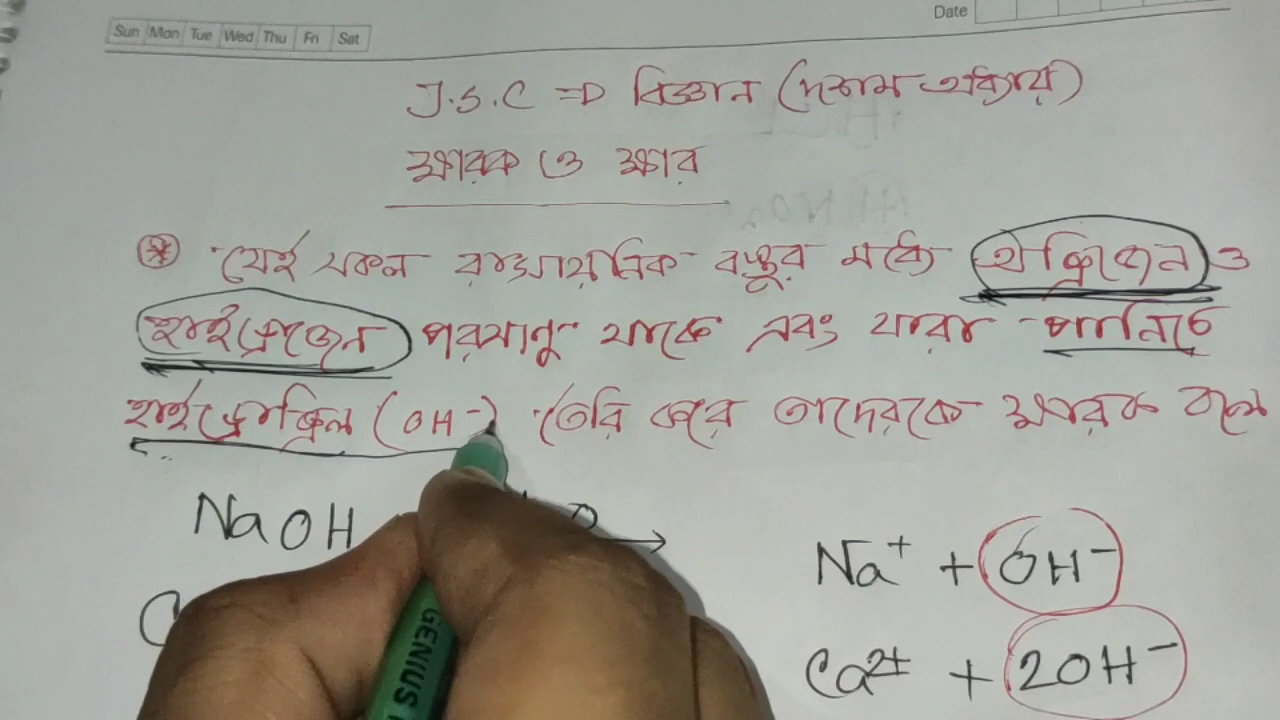 Date
Sun Mon Tue Wed Thu Fri Sat
J.S.C ⇒ বিজ্ঞান (দশম অধ্যায়)
ক্ষারক ও ক্ষার
* যেই সকল রাসায়নিক বস্তুর মধ্যে অক্সিজেন ও
হাইড্রোজেন পরমাণু থাকে এবং যারা পানিতে
হাইড্রোক্সিল (OH-) তৈরি করে তাদেরকে ক্ষারক বলে
NaOH → Na+ + OH-
Ca2+ + 2OH-
GENIUS